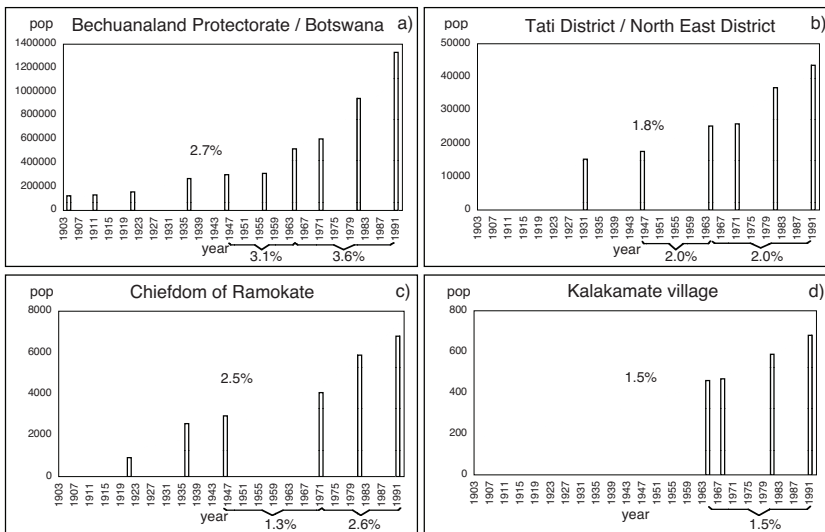 Bechuanaland Protectorate / Botswana a)
pop
1400000
1200000
1000000
800000
600000
400000
200000
0
2.7%
1903 1907 1911 1915 1919 1923 1927 1931 1935 1939 1943 1947 1951 1955 1959 1963 1967 1971 1975 1979 1983 1987 1991
year
3.1% 3.6%
Tati District / North East District b)
pop
50000
40000
30000
20000
10000
0
1.8%
1903 1907 1911 1915 1919 1923 1927 1931 1935 1939 1943 1947 1951 1955 1959 1963 1967 1971 1975 1979 1983 1987 1991
year
2.0% 2.0%
Chiefdom of Ramokate c)
pop
8000
6000
4000
2000
0
2.5%
1903 1907 1911 1915 1919 1923 1927 1931 1935 1939 1943 1947 1951 1955 1959 1963 1967 1971 1975 1979 1983 1987 1991
year
1.3% 2.6%
Kalakamate village d)
pop
800
600
400
200
0
1.5%
1903 1907 1911 1915 1919 1923 1927 1931 1935 1939 1943 1947 1951 1955 1959 1963 1967 1971 1975 1979 1983 1987 1991
year
1.5%